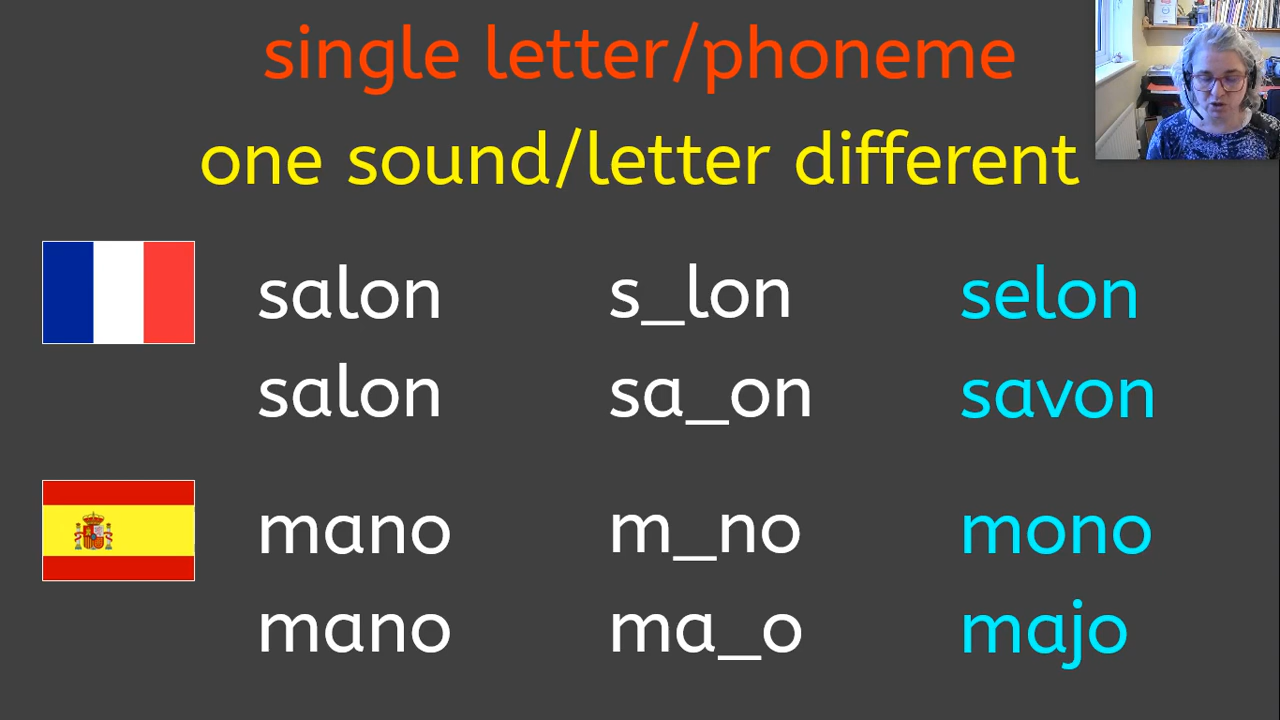 single letter/phoneme
one sound/letter different
salon s_lon selon
salon sa_on savon
mano m_no mono
mano ma_o majo